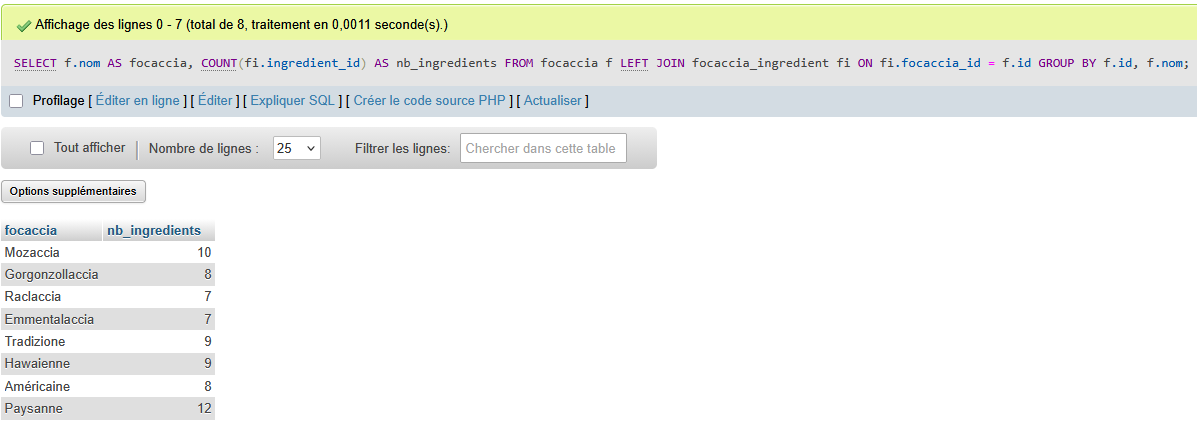 Affichage des lignes 0 - 7 (total de 8, traitement en 0,0011 seconde(s).)
SELECT f.nom AS focaccia, COUNT(fi.ingredient_id) AS nb_ingredients FROM focaccia f LEFT JOIN focaccia_ingredient fi ON fi.focaccia_id = f.id GROUP BY f.id, f.nom;
Profilage [ Éditer en ligne ] [ Éditer ] [ Expliquer SQL ] [ Créer le code source PHP ] [ Actualiser ]
Tout afficher | Nombre de lignes : 25 Filtrer les lignes: Chercher dans cette table
Options supplémentaires
focaccia nb_ingredients
Mozaccia 10
Gorgonzollaccia 8
Raclaccia 7
Emmentalaccia 7
Tradizione 9
Hawaienne 9
Américaine 8
Paysanne 12